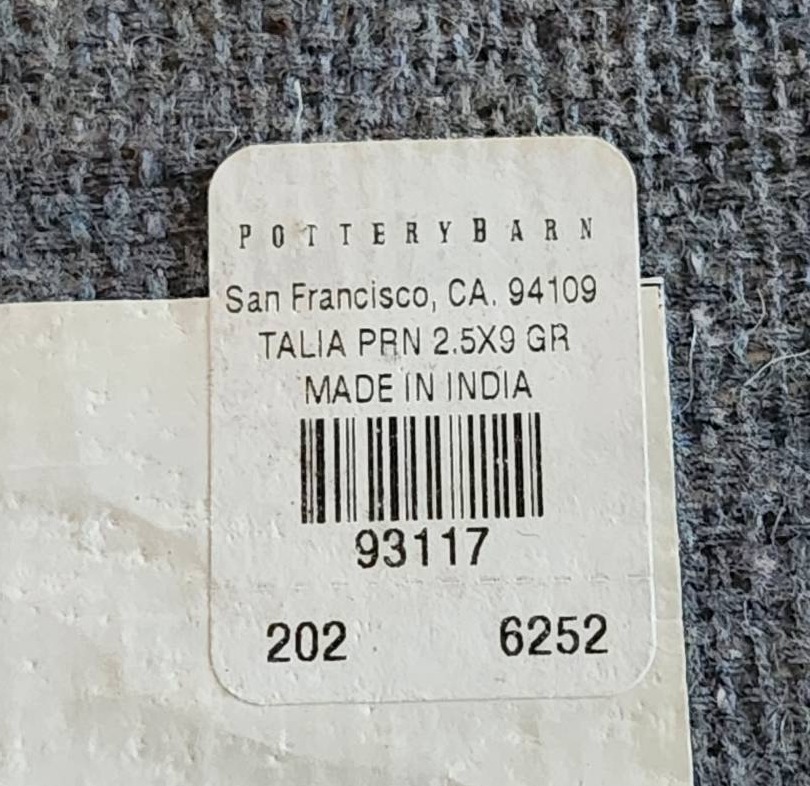 POTTERYBARN
San Francisco, CA. 94109
TALIA PRN 2.5X9 GR
MADE IN INDIA
93117
202 6252